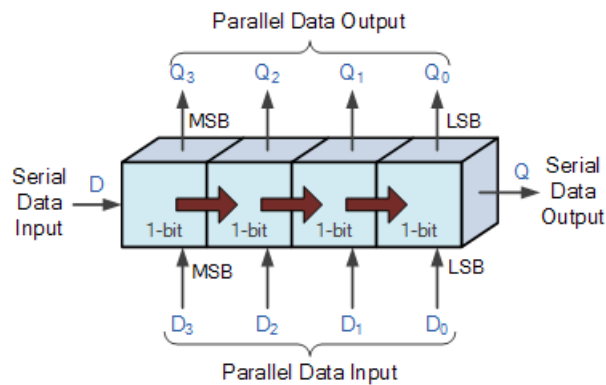 Parallel Data Output
Q₃ Q₂ Q₁ Q₀
MSB LSB
Serial
Data
Input
D
Q
Serial
Data
Output
1-bit 1-bit 1-bit 1-bit
MSB LSB
D₃ D₂ D₁ D₀
Parallel Data Input